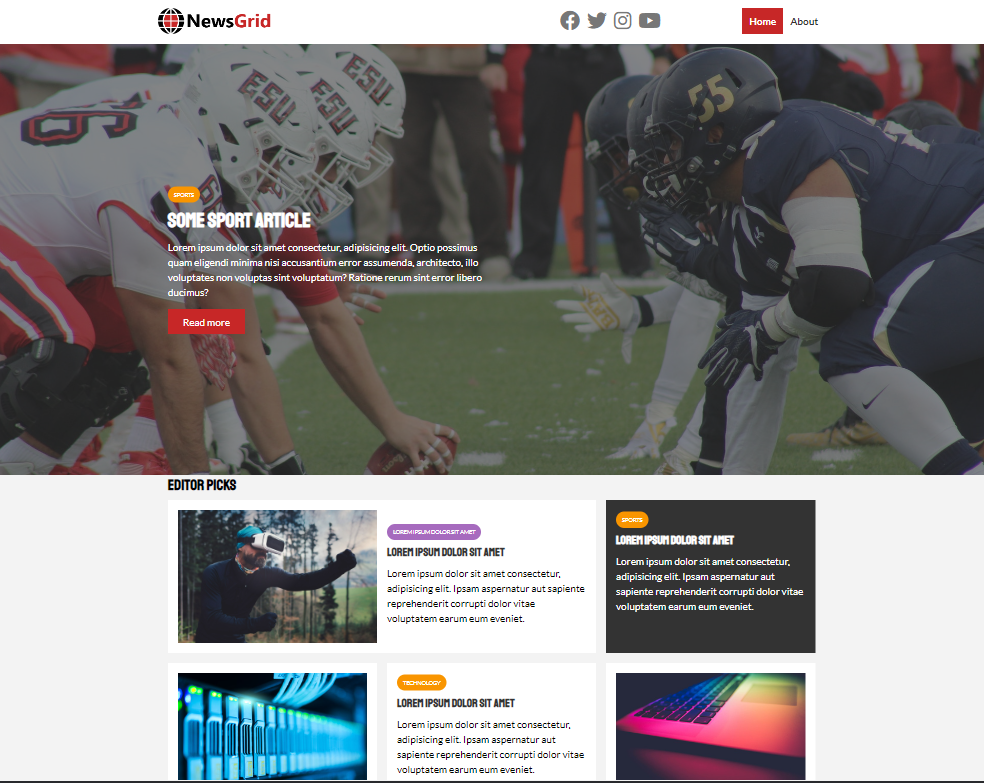 NewsGrid
Home
About
ESU
ESU
ESU
55
SPORTS
SOME SPORT ARTICLE
Lorem ipsum dolor sit amet consectetur, adipisicing elit. Optio possimus
quam eligendi minima nisi accusantium error assumenda, architecto, illo
voluptates non voluptas sint voluptatum? Ratione rerum sint error libero
ducimus?
Read more
EDITOR PICKS
LOREM IPSUM DOLOR SIT AMET
LOREM IPSUM DOLOR SIT AMET
Lorem ipsum dolor sit amet consectetur,
adipisicing elit. Ipsam aspernatur aut sapiente
reprehenderit corrupti dolor vitae
voluptatem earum eum eveniet.
SPORTS
LOREM IPSUM DOLOR SIT AMET
Lorem ipsum dolor sit amet consectetur,
adipisicing elit. Ipsam aspernatur aut
sapiente reprehenderit corrupti dolor vitae
voluptatem earum eum eveniet.
TECHNOLOGY
LOREM IPSUM DOLOR SIT AMET
Lorem ipsum dolor sit amet consectetur,
adipisicing elit. Ipsam aspernatur aut
sapiente reprehenderit corrupti dolor vitae
voluptatem earum eum eveniet.